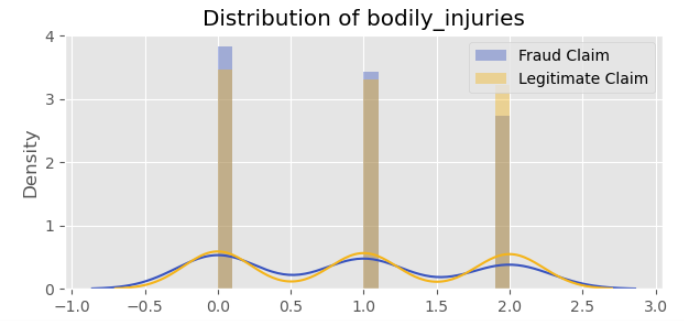 Distribution of bodily_injuries
4
3
2
1
0
Density
Fraud Claim
Legitimate Claim
−1.0 −0.5 0.0 0.5 1.0 1.5 2.0 2.5 3.0